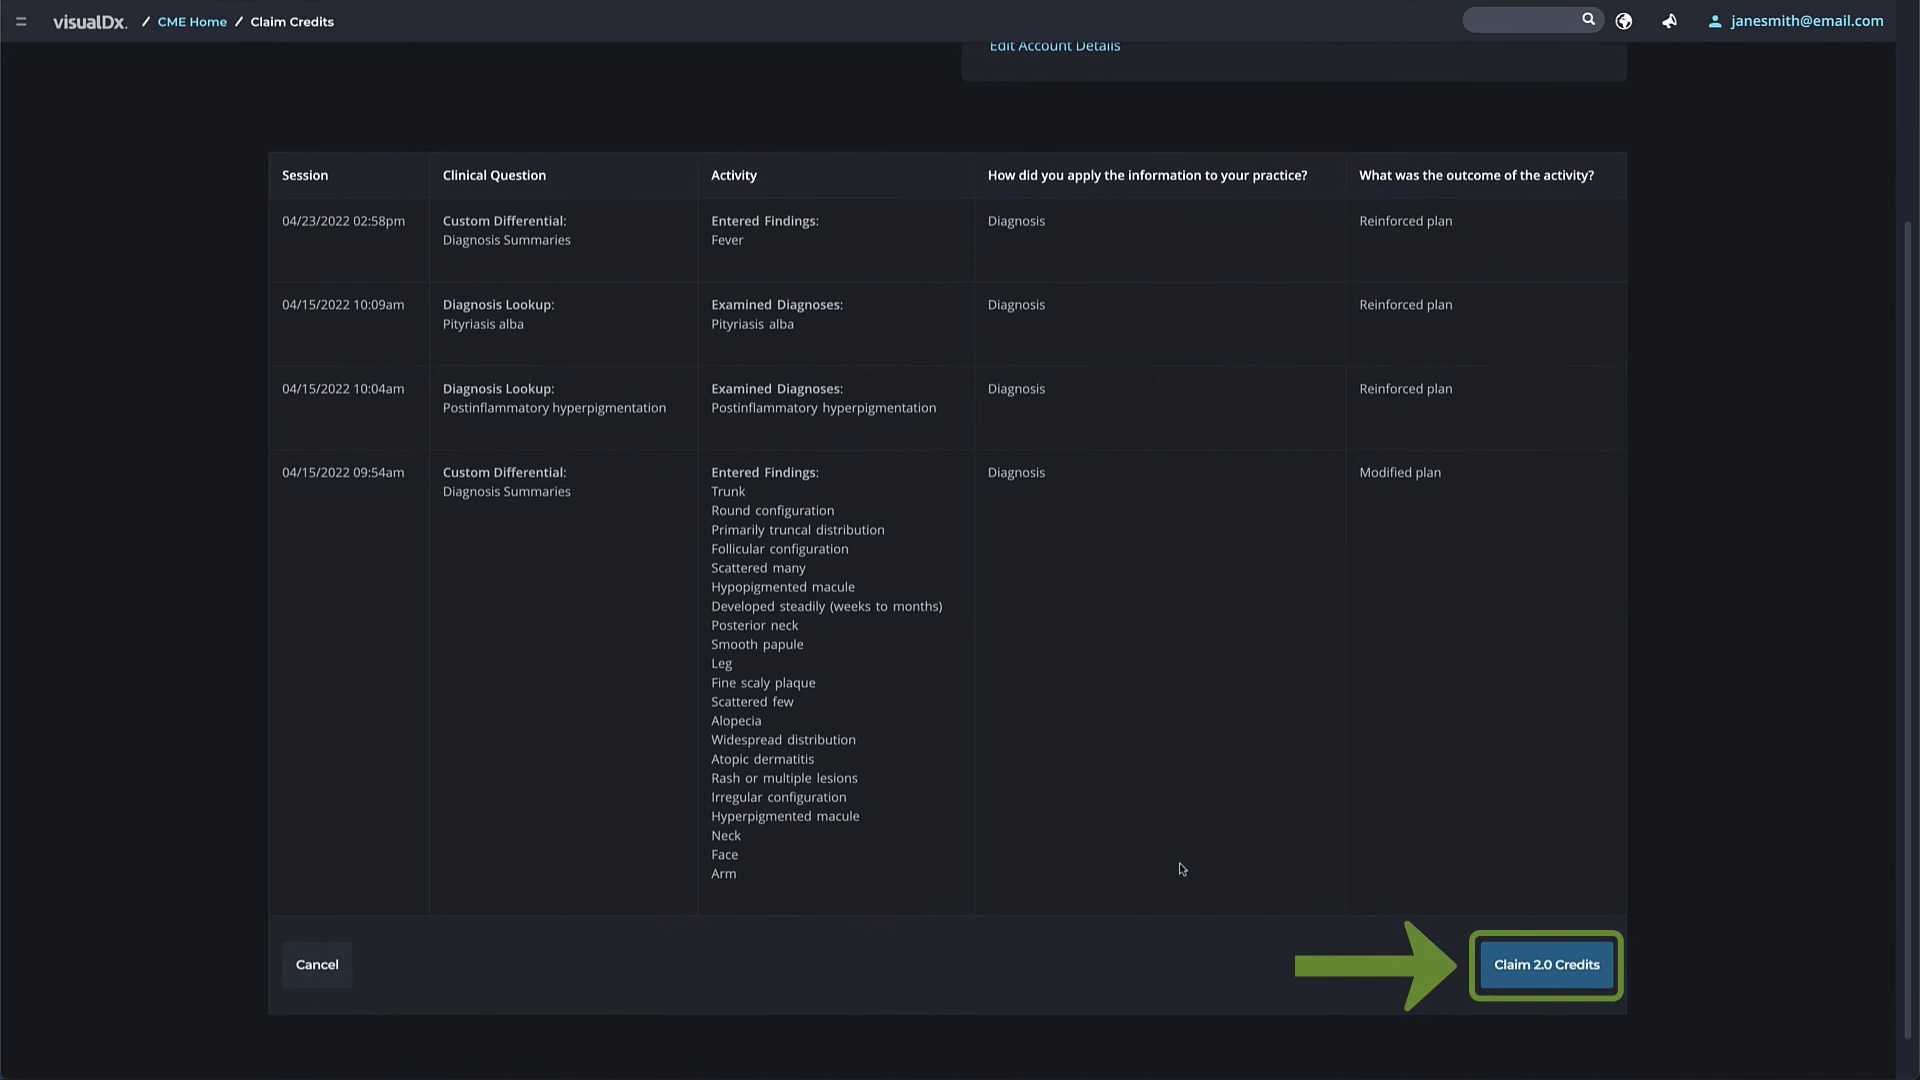 visualDx. / CME Home / Claim Credits
janesmith@email.com
Edit Account Details
Session
Clinical Question
Activity
How did you apply the information to your practice?
What was the outcome of the activity?
04/23/2022 02:58pm
Custom Differential:
Diagnosis Summaries
Entered Findings:
Fever
Diagnosis
Reinforced plan
04/15/2022 10:09am
Diagnosis Lookup:
Pityriasis alba
Examined Diagnoses:
Pityriasis alba
Diagnosis
Reinforced plan
04/15/2022 10:04am
Diagnosis Lookup:
Postinflammatory hyperpigmentation
Examined Diagnoses:
Postinflammatory hyperpigmentation
Diagnosis
Reinforced plan
04/15/2022 09:54am
Custom Differential:
Diagnosis Summaries
Entered Findings:
Trunk
Round configuration
Primarily truncal distribution
Follicular configuration
Scattered many
Hypopigmented macule
Developed steadily (weeks to months)
Posterior neck
Smooth papule
Leg
Fine scaly plaque
Scattered few
Alopecia
Widespread distribution
Atopic dermatitis
Rash or multiple lesions
Irregular configuration
Hyperpigmented macule
Neck
Face
Arm
Diagnosis
Modified plan
Cancel
Claim 2.0 Credits